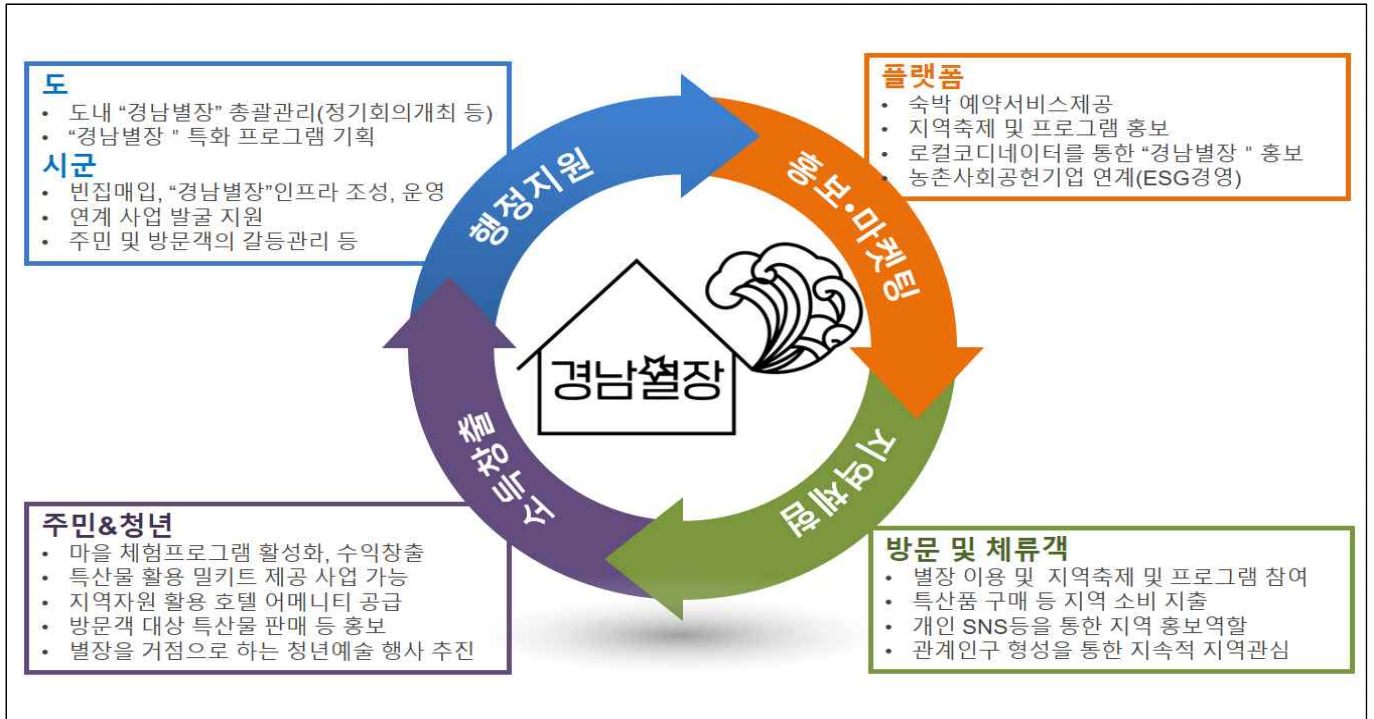 도
• 도내 “경남별장” 총괄관리(정기회의개최 등)
• “경남별장＂ 특화 프로그램 기획
시군
• 빈집매입, “경남별장”인프라 조성, 운영
• 연계 사업 발굴 지원
• 주민 및 방문객의 갈등관리 등
플랫폼
• 숙박 예약서비스제공
• 지역축제 및 프로그램 홍보
• 로컬코디네이터를 통한 “경남별장＂ 홍보
• 농촌사회공헌기업 연계(ESG경영)
행정지원
홍보•마켓팅
경남별장
소득창출
지역체험
주민&청년
• 마을 체험프로그램 활성화, 수익창출
• 특산물 활용 밀키트 제공 사업 가능
• 지역자원 활용 호텔 어메니티 공급
• 방문객 대상 특산물 판매 등 홍보
• 별장을 거점으로 하는 청년예술 행사 추진
방문 및 체류객
• 별장 이용 및 지역축제 및 프로그램 참여
• 특산품 구매 등 지역 소비 지출
• 개인 SNS등을 통한 지역 홍보역할
• 관계인구 형성을 통한 지속적 지역관심